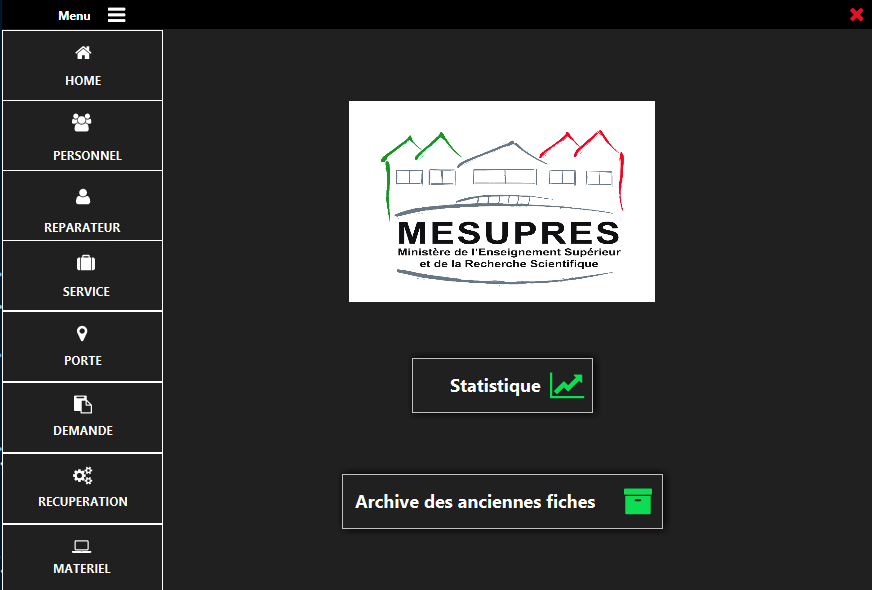 Menu
HOME
PERSONNEL
REPARATEUR
SERVICE
PORTE
DEMANDE
RECUPERATION
MATERIEL
MESUPRES
Ministère de l'Enseignement Supérieur
et de la Recherche Scientifique
Statistique
Archive des anciennes fiches